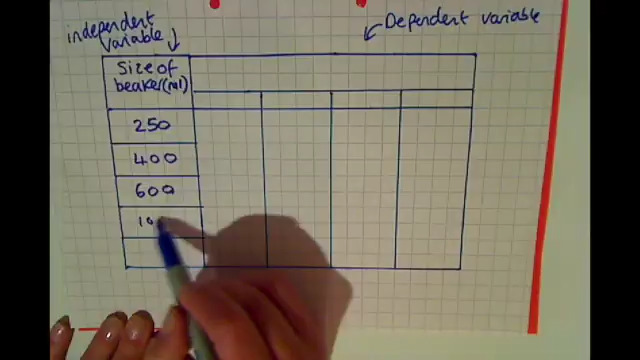 independent
variable
Dependent variable
Size of
beaker(ml)
250
400
600